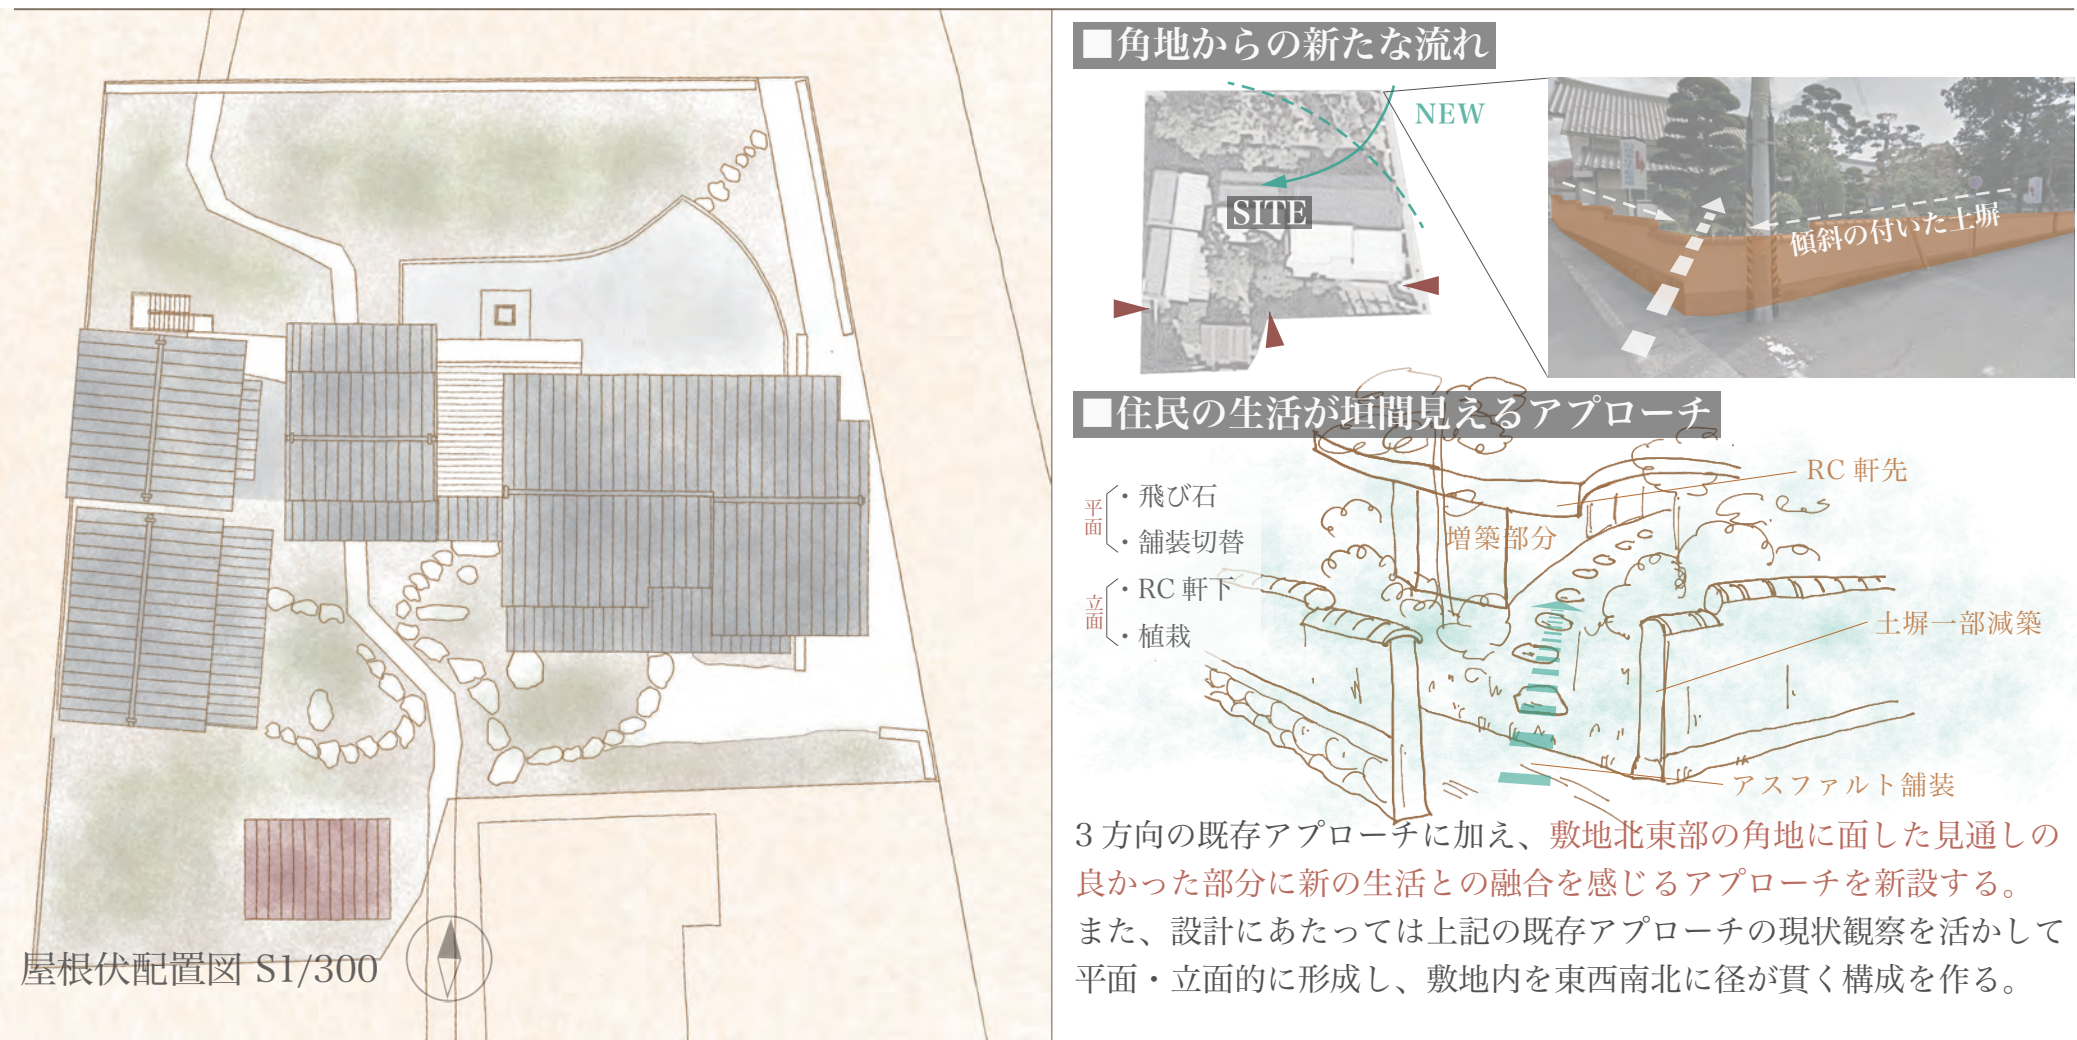 屋根伏配置図 S1/300
■角地からの新たな流れ
NEW
SITE
傾斜の付いた土塀
■住民の生活が垣間見えるアプローチ
平面
・飛び石
・舗装切替
立面
・RC 軒下
・植栽
RC 軒先
増築部分
土塀一部減築
アスファルト舗装
3 方向の既存アプローチに加え、敷地北東部の角地に面した見通しの
良かった部分に新の生活との融合を感じるアプローチを新設する。
また、設計にあたっては上記の既存アプローチの現状観察を活かして
平面・立面的に形成し、敷地内を東西南北に径が貫く構成を作る。